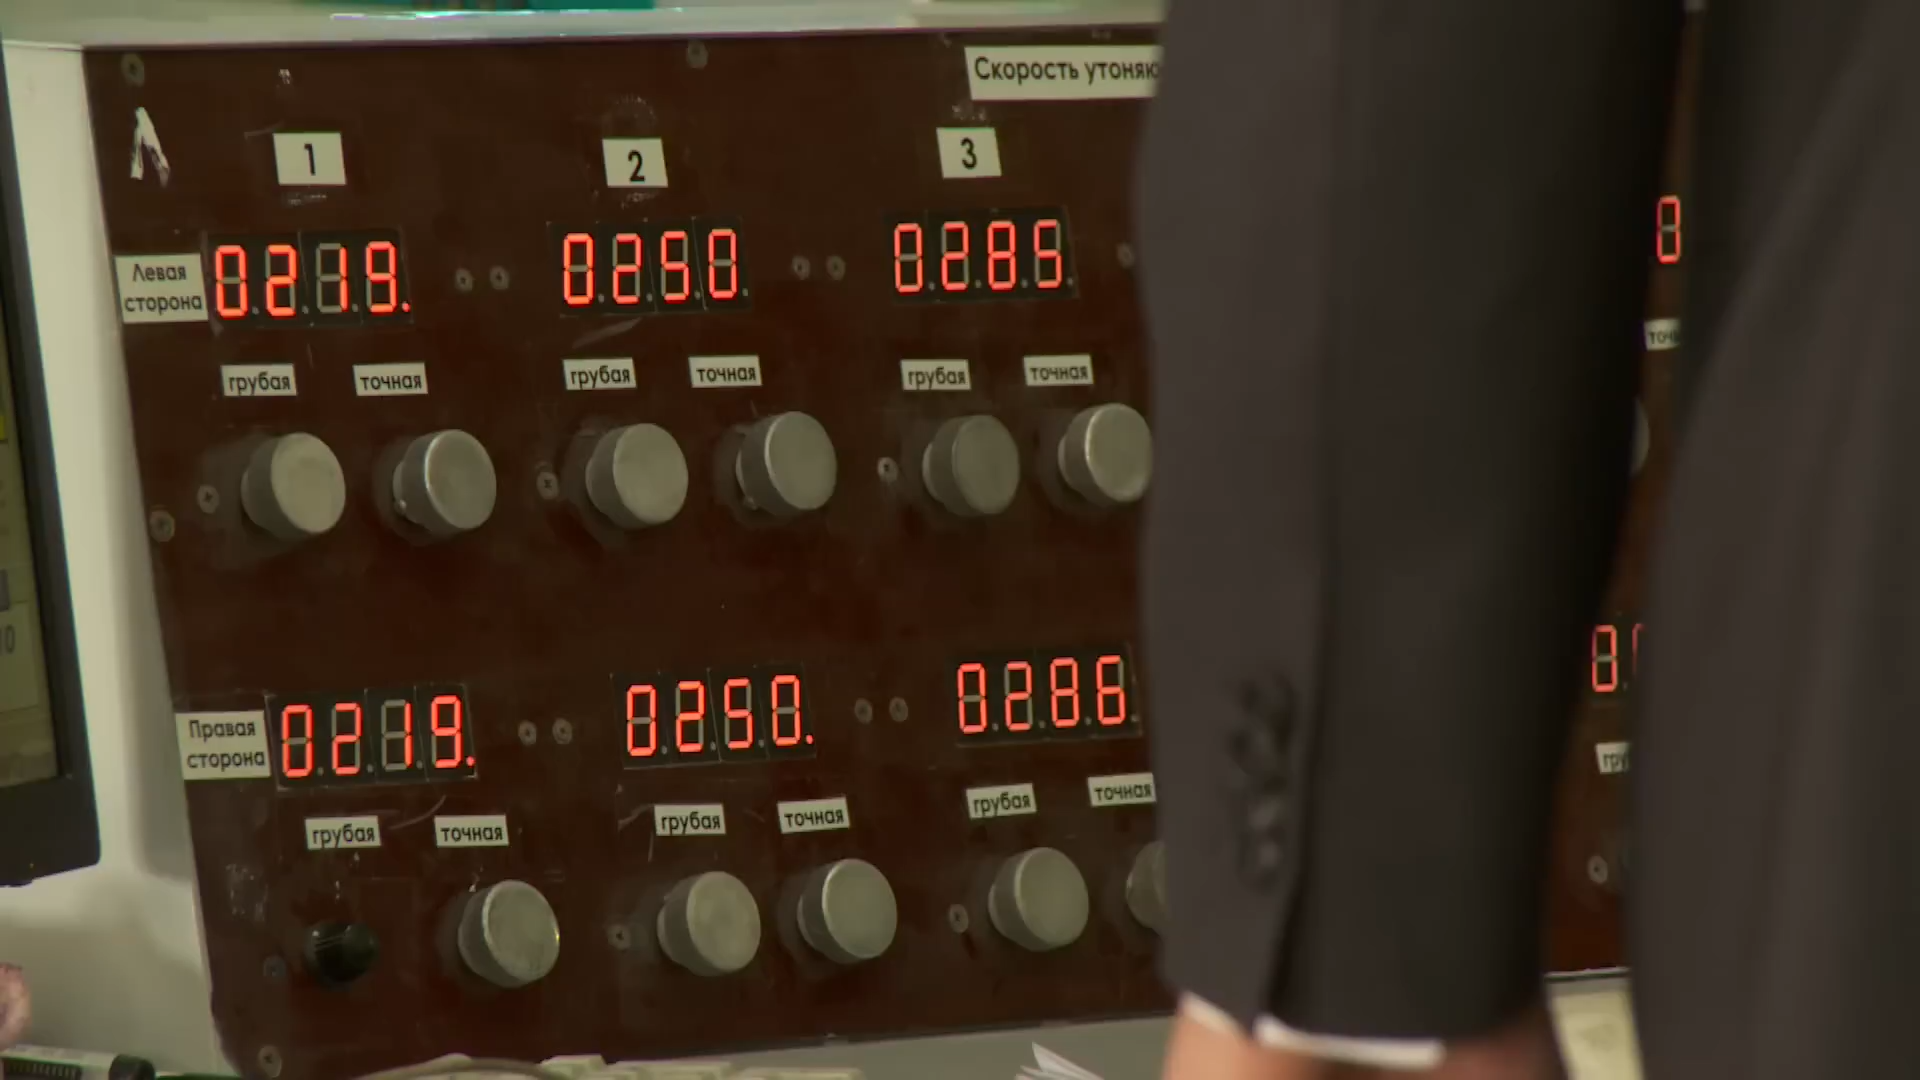 Скорость утоняю
1 2 3
Левая
сторона
0219. 0250 0285
грубая точная грубая точная грубая точная
Правая
сторона
0219. 0250. 0286
грубая точная грубая точная грубая точная